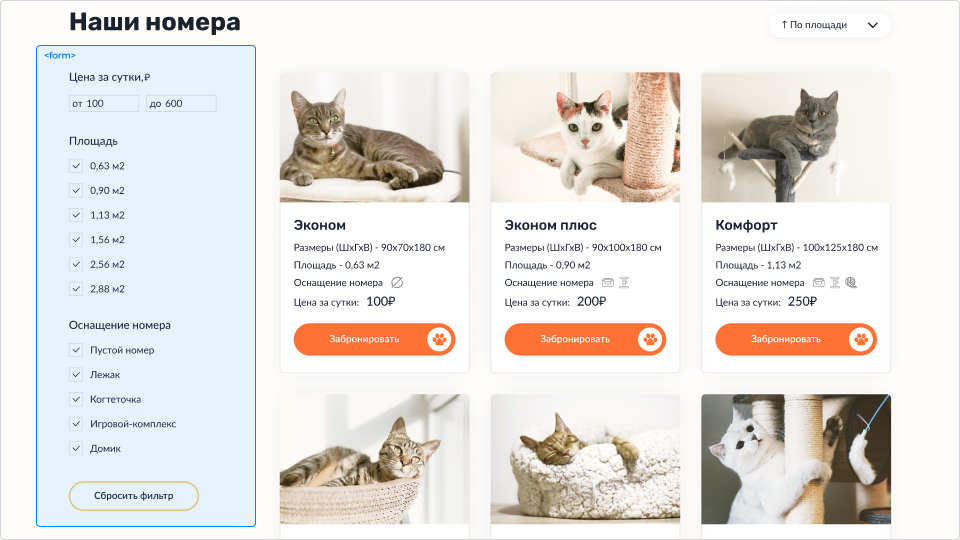 Наши номера
↑ По площади
<form>
Цена за сутки,₽
от 100 до 600
Площадь
0,63 м2
0,90 м2
1,13 м2
1,56 м2
2,56 м2
2,88 м2
Оснащение номера
Пустой номер
Лежак
Когтеточка
Игровой-комплекс
Домик
Сбросить фильтр
Эконом
Размеры (ШхГхВ) - 90х70х180 см
Площадь - 0,63 м2
Оснащение номера
Цена за сутки: 100₽
Забронировать
Эконом плюс
Размеры (ШхГхВ) - 90х100х180 см
Площадь - 0,90 м2
Оснащение номера
Цена за сутки: 200₽
Забронировать
Комфорт
Размеры (ШхГхВ) - 100х125х180 см
Площадь - 1,13 м2
Оснащение номера
Цена за сутки: 250₽
Забронировать